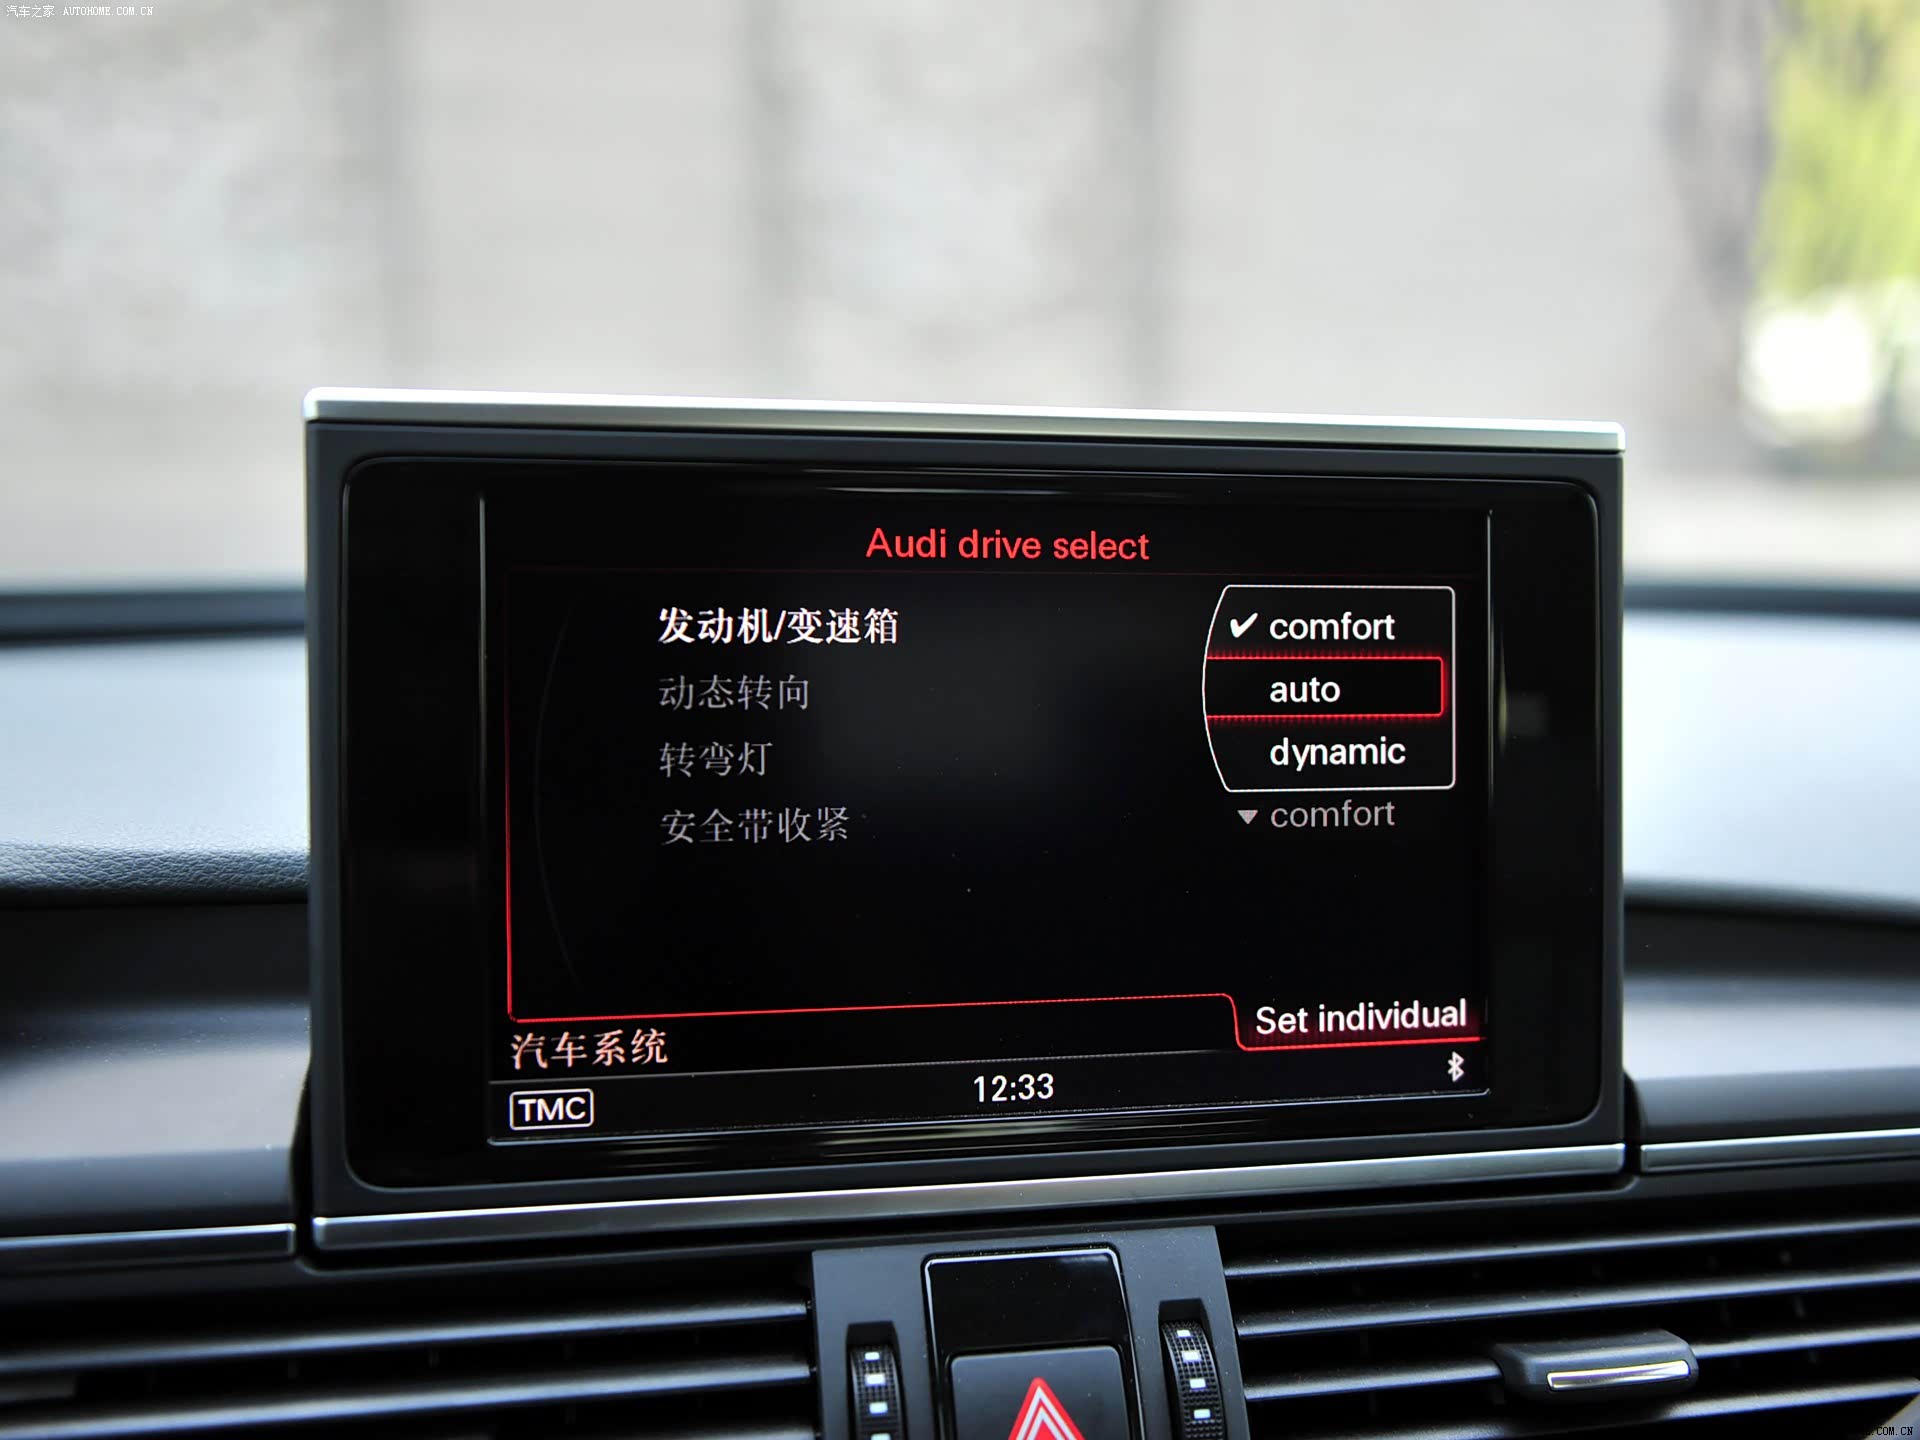 汽车之家 AUTOHOME.COM.CN
Audi drive select
发动机/变速箱
✔ comfort
动态转向
auto
转弯灯
dynamic
安全带收紧
▼ comfort
Set individual
汽车系统
12:33
TMC
E.COM.CN